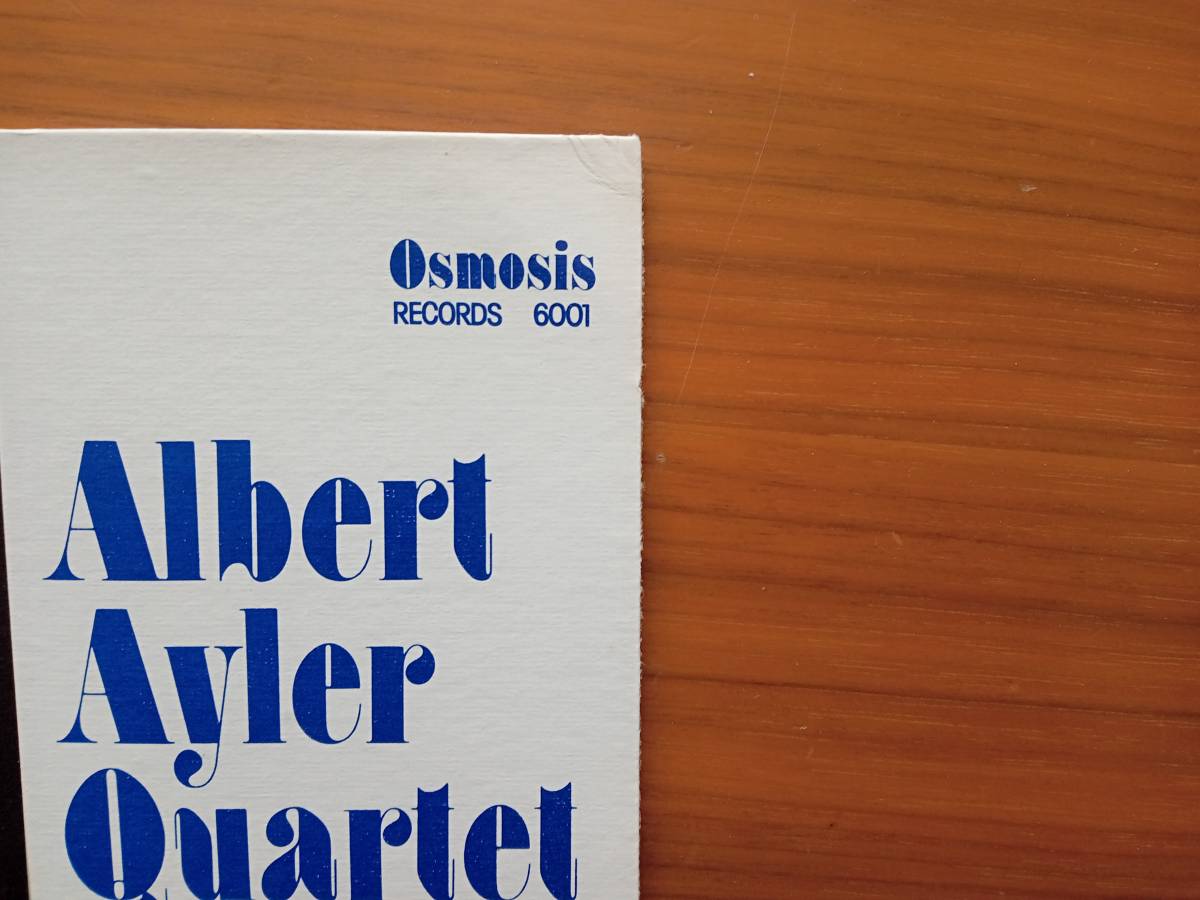 Osmosis
RECORDS 6001
Albert
Ayler
Quartet